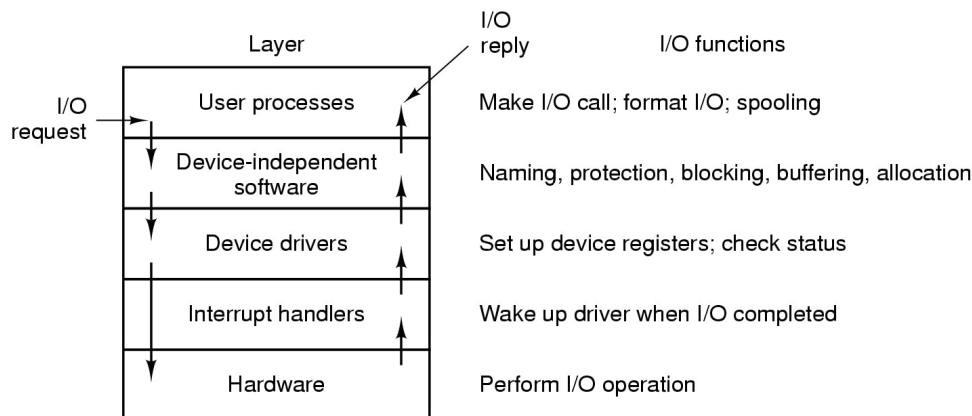 I/O
reply
Layer
I/O functions
I/O
request
User processes
Make I/O call; format I/O; spooling
Device-independent
software
Naming, protection, blocking, buffering, allocation
Device drivers
Set up device registers; check status
Interrupt handlers
Wake up driver when I/O completed
Hardware
Perform I/O operation